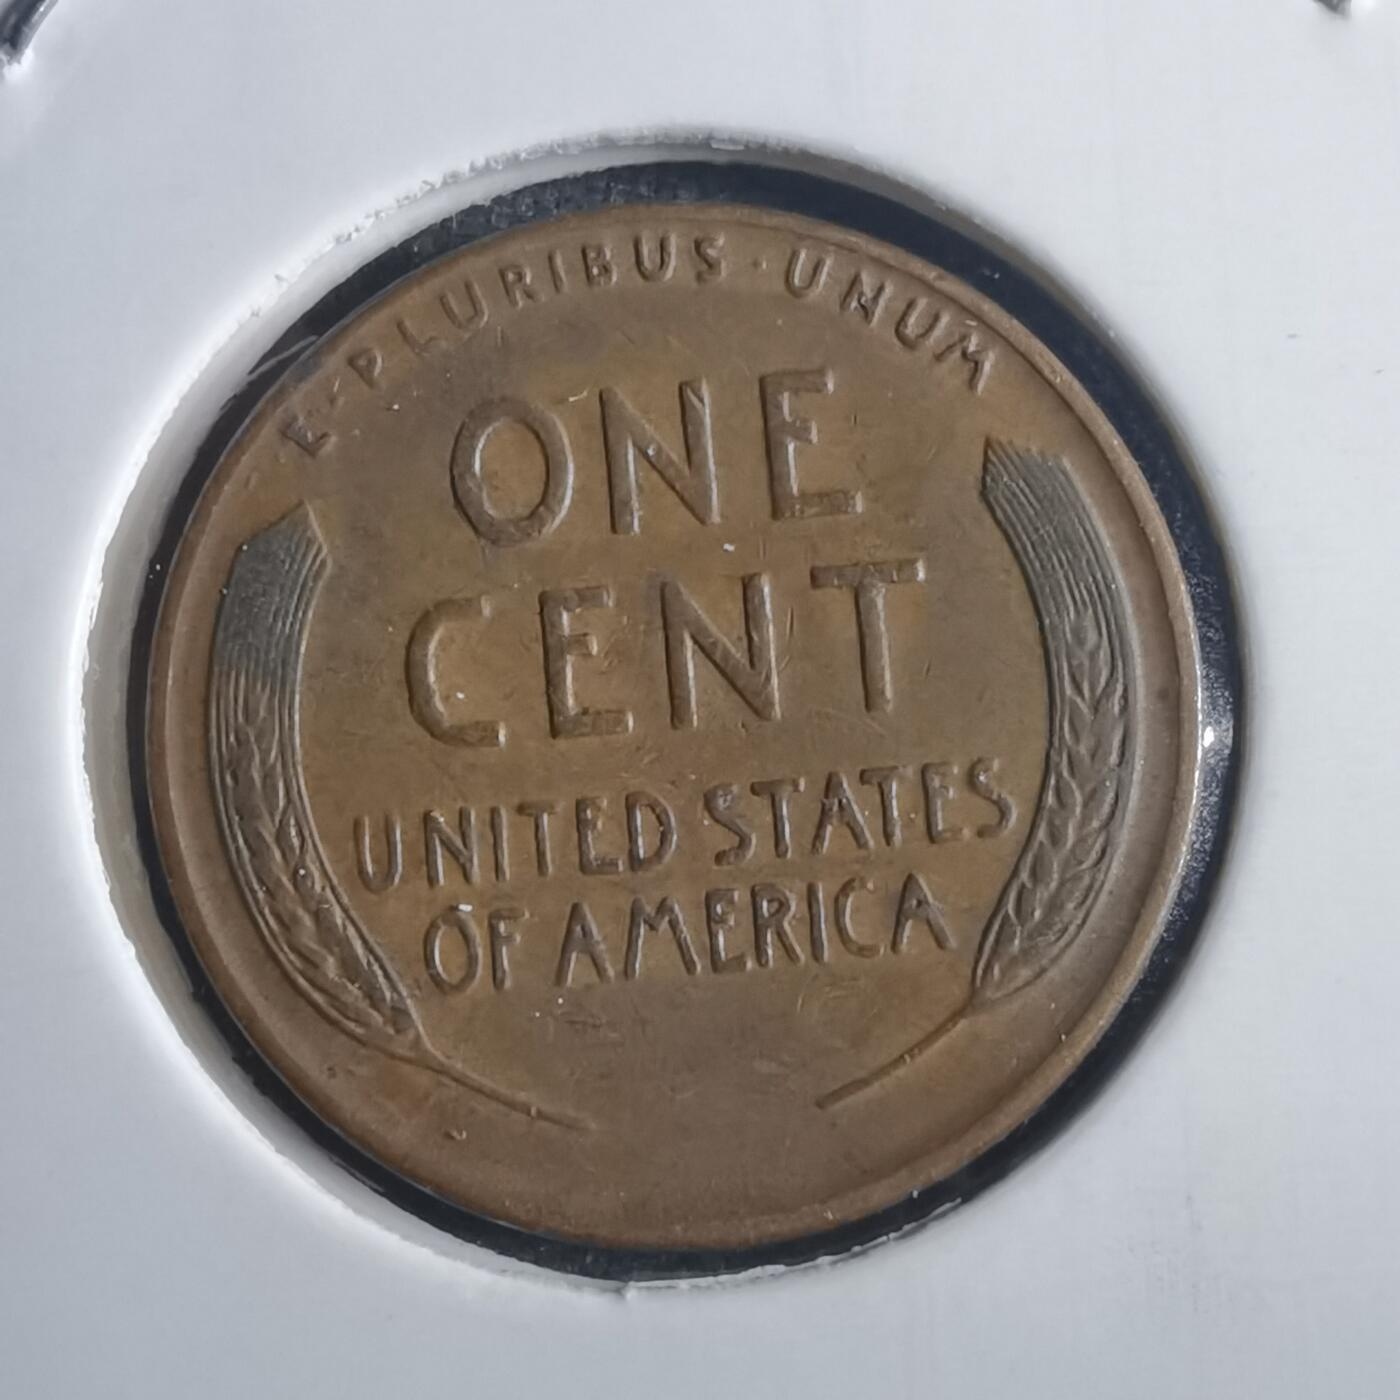 E·PLURIBUS·UNUM
ONE
CENT
UNITED STATES
OF AMERICA